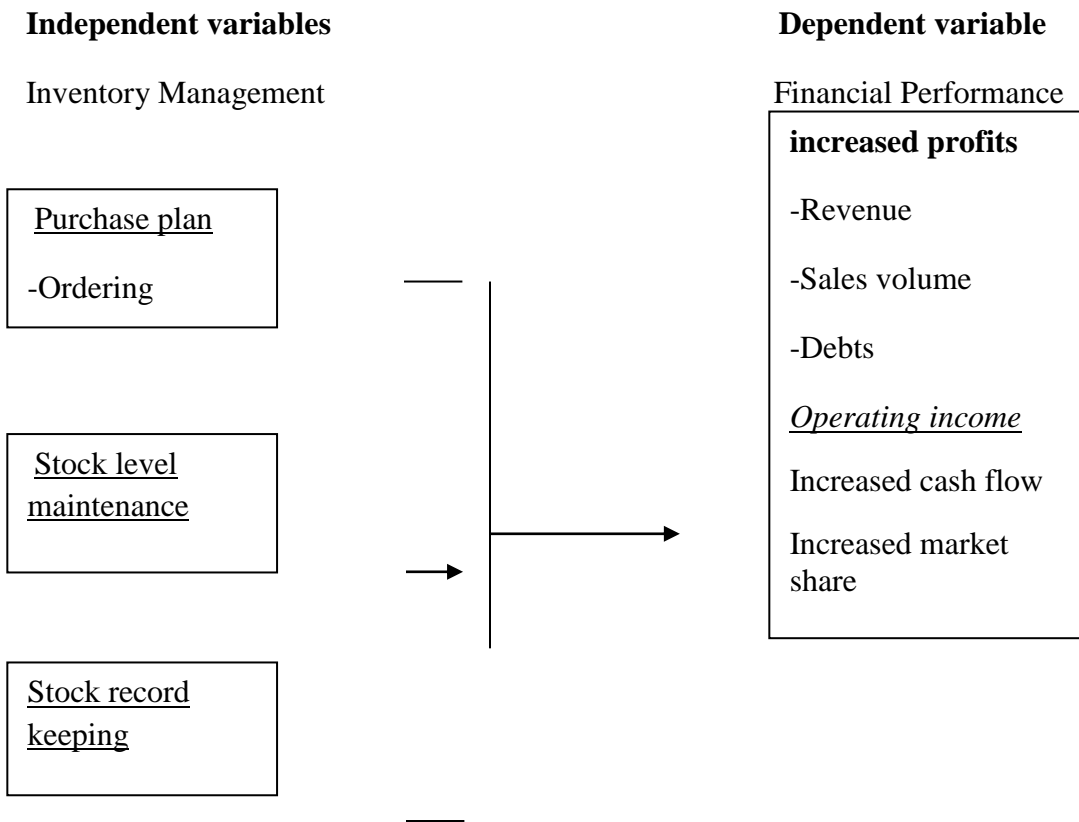 Independent variables
Dependent variable
Inventory Management
Financial Performance
Purchase plan
-Ordering
Stock level
maintenance
Stock record
keeping
increased profits
-Revenue
-Sales volume
-Debts
Operating income
Increased cash flow
Increased market
share